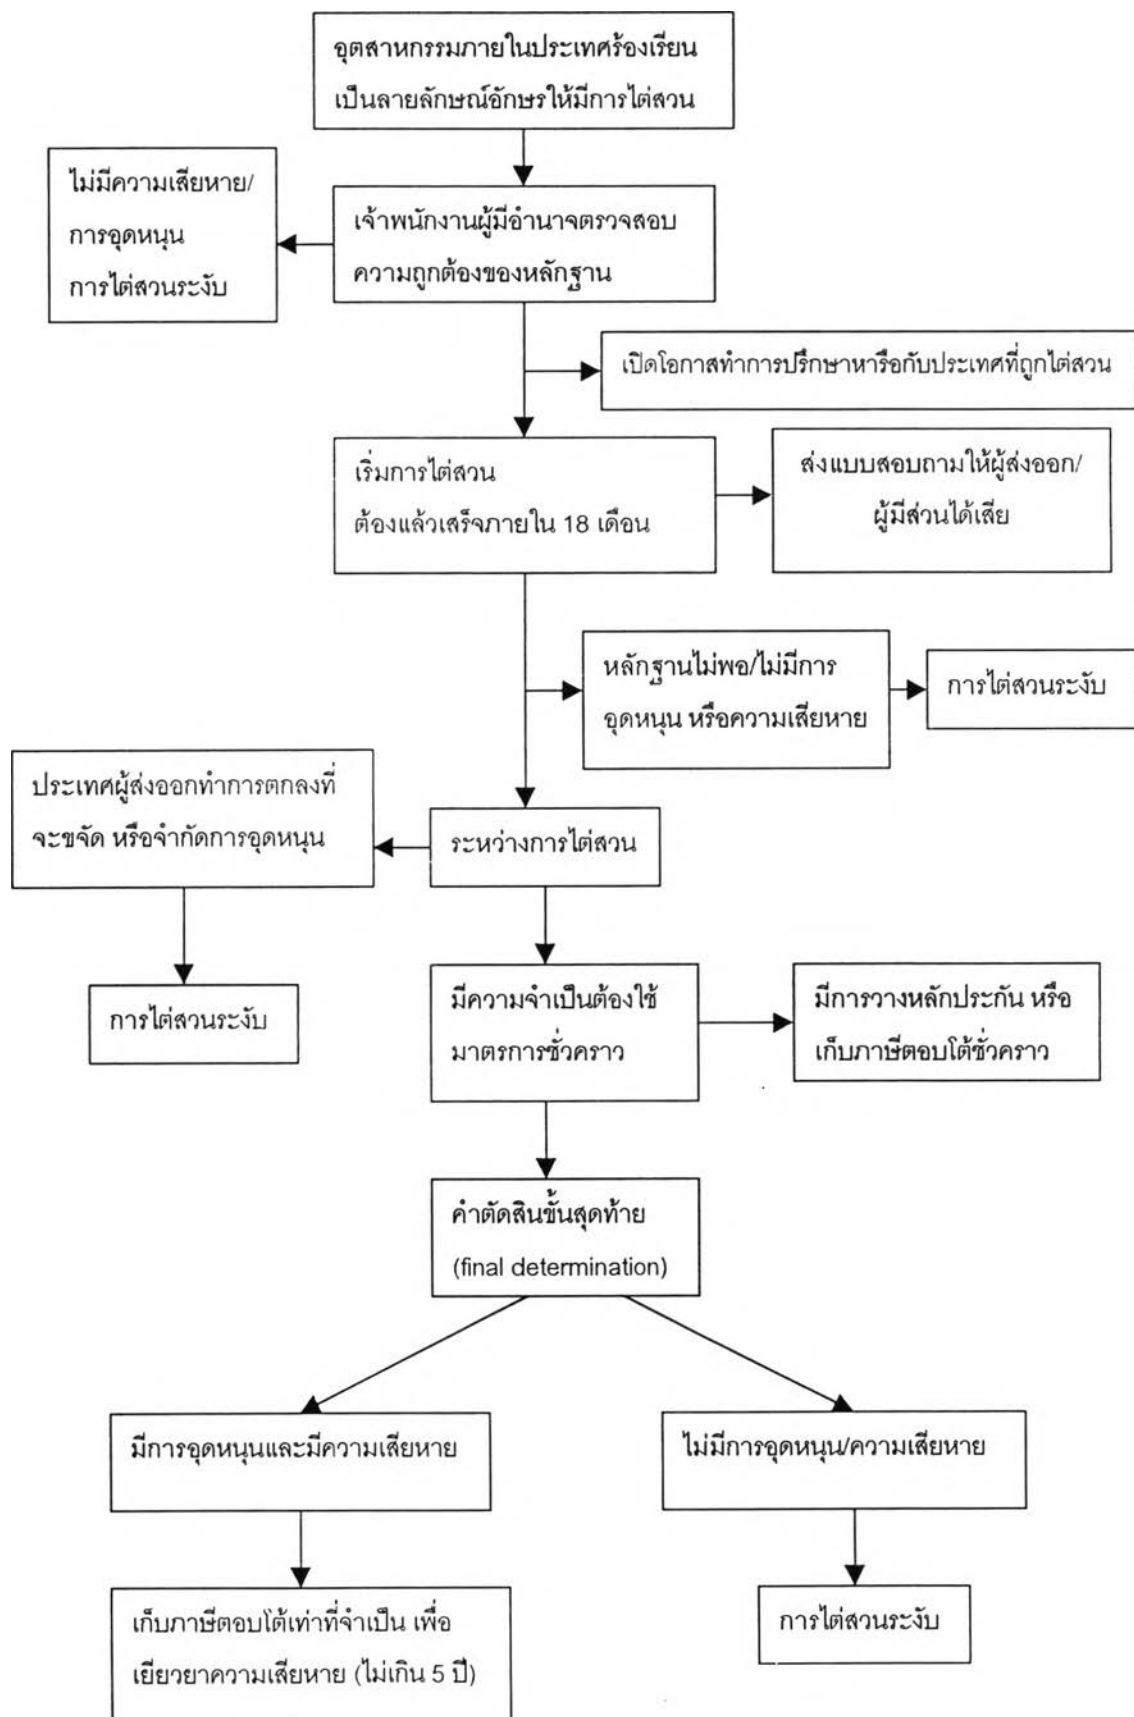 อุตสาหกรรมภายในประเทศร้องเรียน
เป็นลายลักษณ์อักษรให้มีการไต่สวน
ไม่มีความเสียหาย/
การอุดหนุน
การไต่สวนระงับ
เจ้าพนักงานผู้มีอำนาจตรวจสอบ
ความถูกต้องของหลักฐาน
เปิดโอกาสทำการปรึกษาหารือกับประเทศที่ถูกไต่สวน
เริ่มการไต่สวน
ต้องแล้วเสร็จภายใน 18 เดือน
ส่งแบบสอบถามให้ผู้ส่งออก/
ผู้มีส่วนได้เสีย
หลักฐานไม่พอ/ไม่มีการ
อุดหนุน หรือความเสียหาย
การไต่สวนระงับ
ประเทศผู้ส่งออกทำการตกลงที่
จะขจัด หรือจำกัดการอุดหนุน
ระหว่างการไต่สวน
การไต่สวนระงับ
มีความจำเป็นต้องใช้
มาตรการชั่วคราว
มีการวางหลักประกัน หรือ
เก็บภาษีตอบโต้ชั่วคราว
คำตัดสินขั้นสุดท้าย
(final determination)
มีการอุดหนุนและมีความเสียหาย
ไม่มีการอุดหนุน/ความเสียหาย
เก็บภาษีตอบโต้เท่าที่จำเป็น เพื่อ
เยียวยาความเสียหาย (ไม่เกิน 5 ปี)
การไต่สวนระงับ